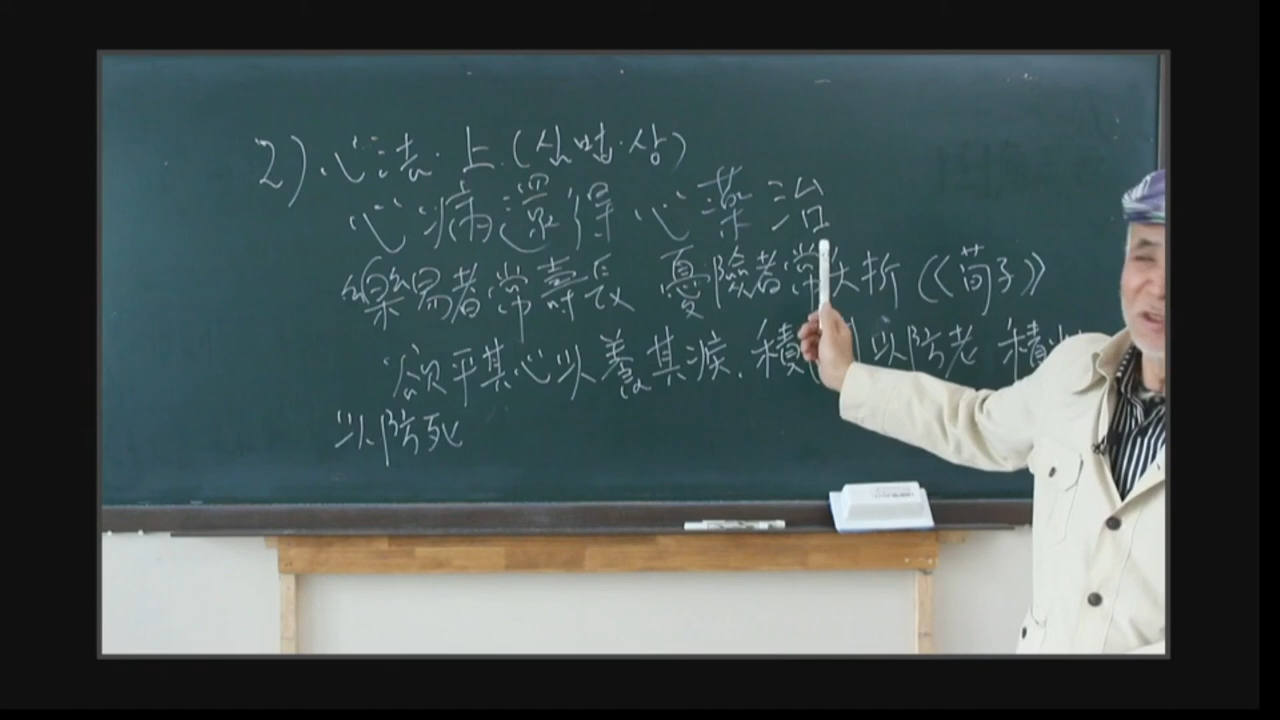 2) 心法·上 (심법·상)
心病還得心薬治
樂易者常壽長 憂險者常夭折 (《荀子》)
欲平其心以養其疾. 積 以防老 積
以防死